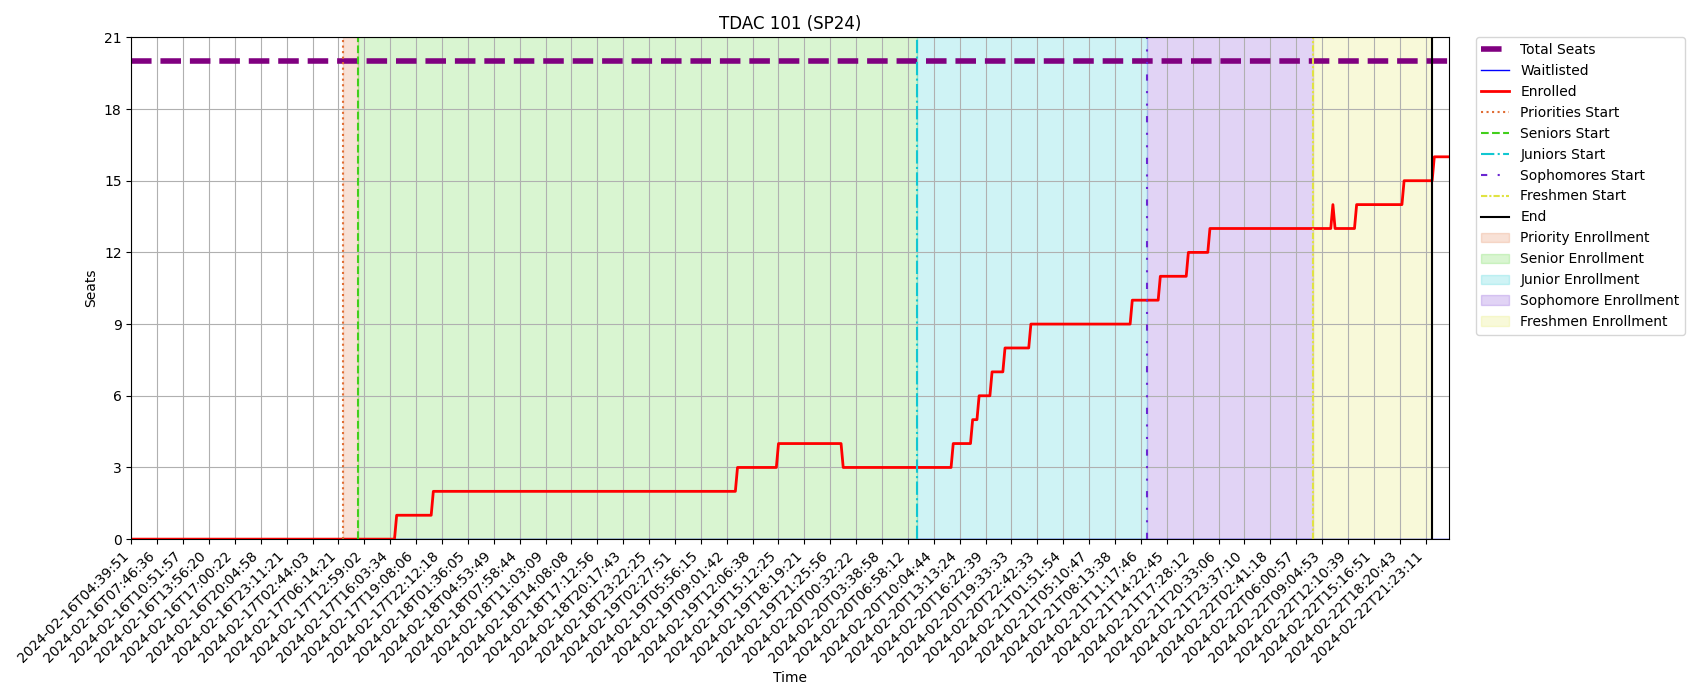 TDAC 101 (SP24)
21
18
15
12
9
6
3
0
Seats
2024-02-16T04:39:51
2024-02-16T07:46:36
2024-02-16T10:51:57
2024-02-16T13:56:20
2024-02-16T17:00:22
2024-02-16T20:04:58
2024-02-16T23:11:21
2024-02-17T02:44:03
2024-02-17T06:14:21
2024-02-17T12:59:02
2024-02-17T16:03:34
2024-02-17T19:08:06
2024-02-17T22:12:18
2024-02-18T01:36:05
2024-02-18T04:53:49
2024-02-18T07:58:44
2024-02-18T11:03:09
2024-02-18T14:08:08
2024-02-18T17:12:56
2024-02-18T20:17:43
2024-02-18T23:22:25
2024-02-19T02:27:51
2024-02-19T05:56:15
2024-02-19T09:01:42
2024-02-19T12:06:38
2024-02-19T15:12:25
2024-02-19T18:19:21
2024-02-19T21:25:56
2024-02-20T00:32:22
2024-02-20T03:38:58
2024-02-20T06:58:12
2024-02-20T10:04:44
2024-02-20T13:13:24
2024-02-20T16:22:39
2024-02-20T19:33:33
2024-02-20T22:42:33
2024-02-21T01:51:54
2024-02-21T05:10:47
2024-02-21T08:13:38
2024-02-21T11:17:46
2024-02-21T14:22:45
2024-02-21T17:28:12
2024-02-21T20:33:06
2024-02-21T23:37:10
2024-02-22T02:41:18
2024-02-22T06:00:57
2024-02-22T09:04:53
2024-02-22T12:10:39
2024-02-22T15:16:51
2024-02-22T18:20:43
2024-02-22T21:23:11
Time
Total Seats
Waitlisted
Enrolled
Priorities Start
Seniors Start
Juniors Start
Sophomores Start
Freshmen Start
End
Priority Enrollment
Senior Enrollment
Junior Enrollment
Sophomore Enrollment
Freshmen Enrollment